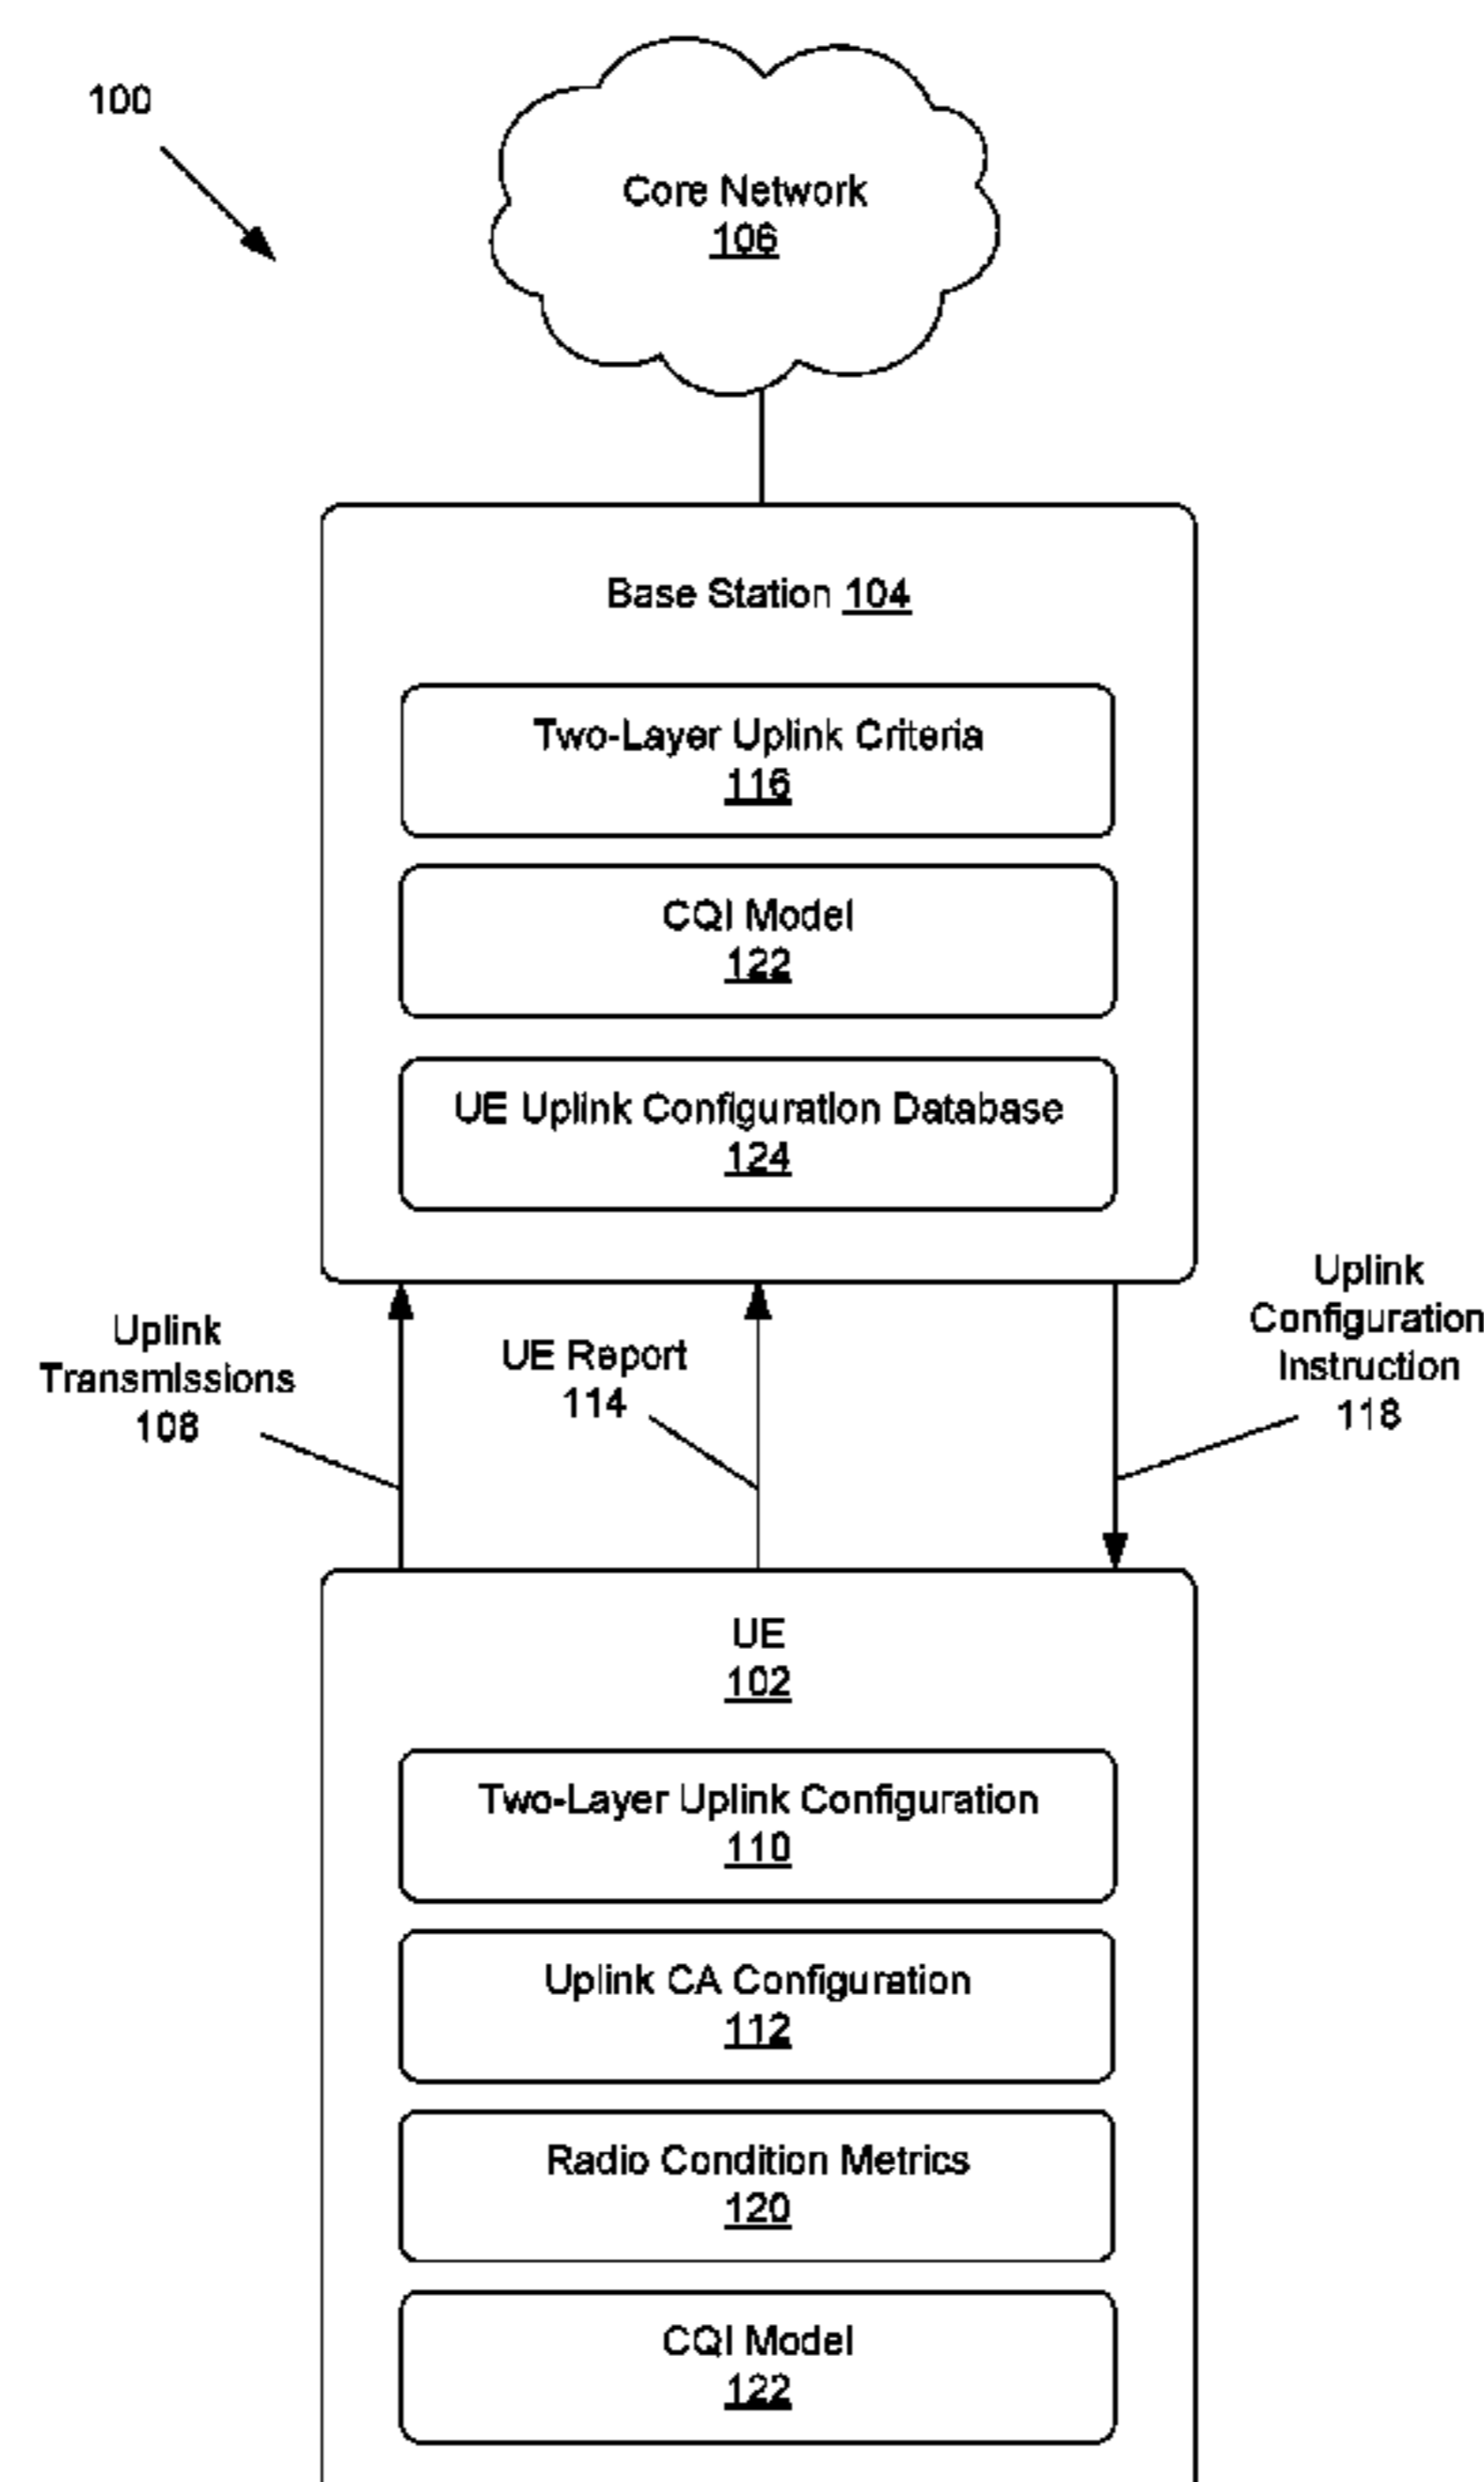 100
Core Network
106
Base Station 104
Two-Layer Uplink Criteria
116
CQI Model
122
UE Uplink Configuration Database
124
Uplink
Transmissions
108
UE Report
114
Uplink
Configuration
Instruction
118
UE
102
Two-Layer Uplink Configuration
110
Uplink CA Configuration
112
Radio Condition Metrics
120
CQI Model
122